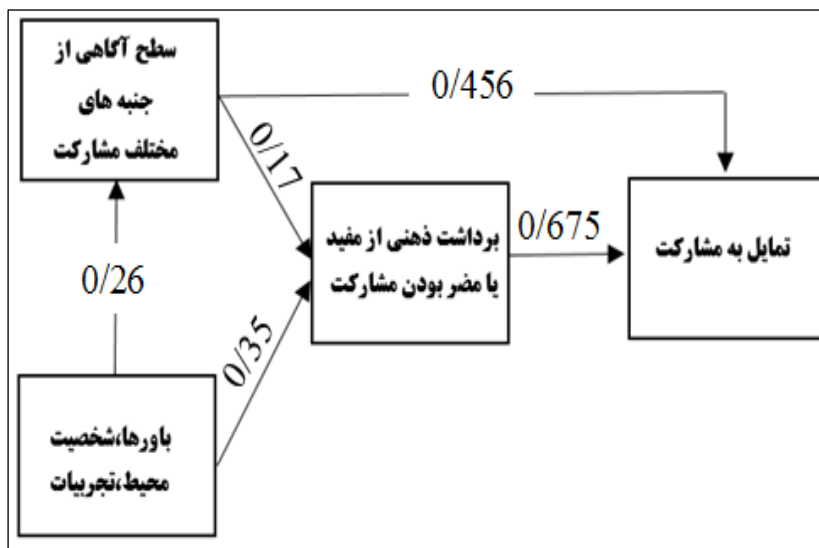 سطح آگاهی از
جنبه های
مختلف مشارکت
0/456
0/17
برداشت ذهنی از مفید
یا مضر بودن مشارکت
0/675
تمایل به مشارکت
0/26
0/35
باورها،شخصیت
محیط،تجربیات